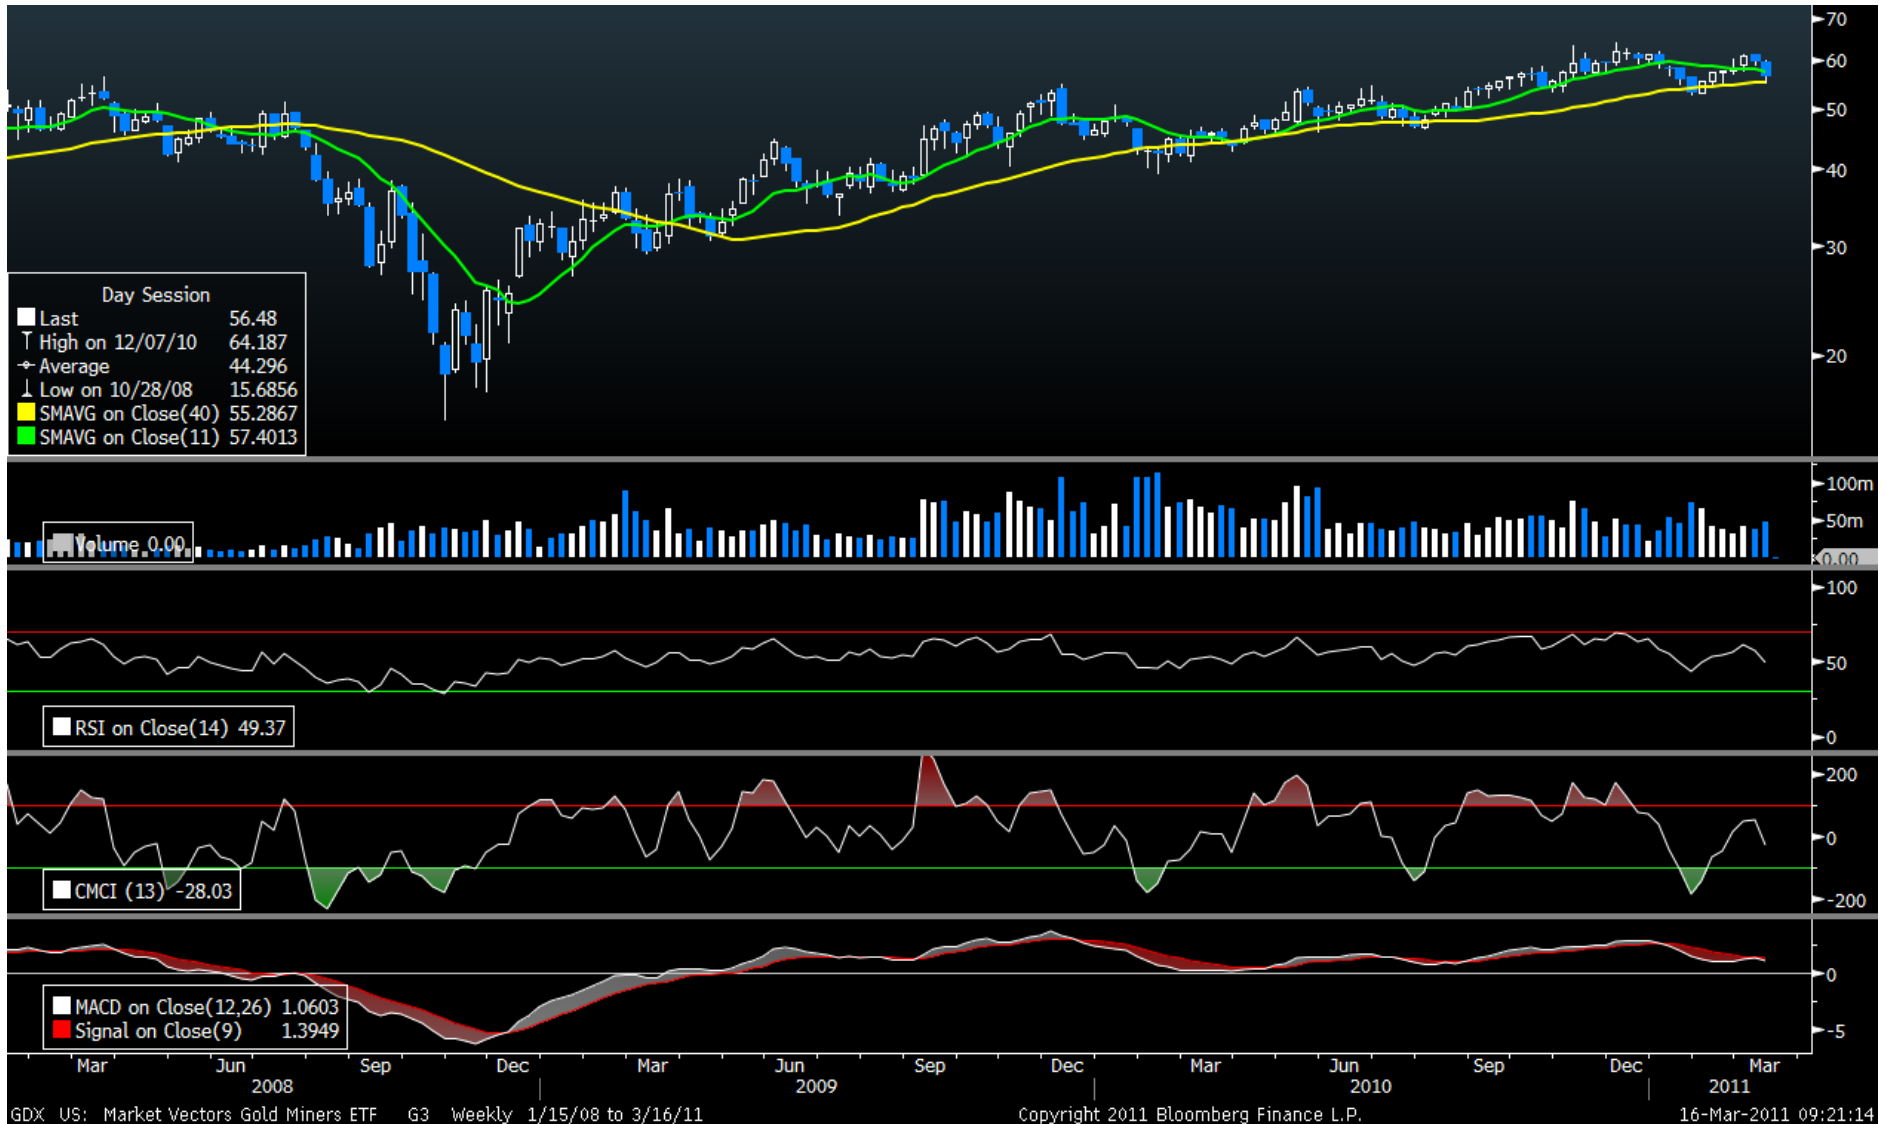 70
60
50
40
30
20
Day Session
Last 56.48
High on 12/07/10 64.187
Average 44.296
Low on 10/28/08 15.6856
SMAVG on Close(40) 55.2867
SMAVG on Close(11) 57.4013
100m
50m
Volume 0.00
0.00
100
50
0
RSI on Close(14) 49.37
200
0
-200
CMCI (13) -28.03
0
-5
MACD on Close(12,26) 1.0603
Signal on Close(9) 1.3949
Mar Jun Sep Dec Mar Jun Sep Dec Mar Jun Sep Dec Mar
2008 2009 2010 2011
GDX US: Market Vectors Gold Miners ETF G3 Weekly 1/15/08 to 3/16/11 Copyright 2011 Bloomberg Finance L.P. 16-Mar-2011 09:21:14